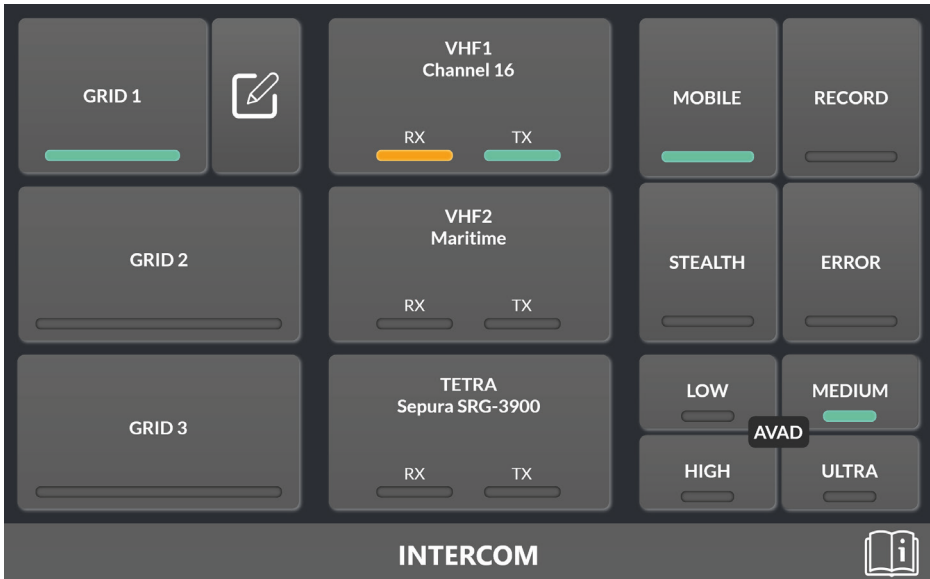 GRID 1
VHF1
Channel 16
RX TX
MOBILE
RECORD
GRID 2
VHF2
Maritime
RX TX
STEALTH
ERROR
GRID 3
TETRA
Sepura SRG-3900
RX TX
LOW
MEDIUM
AVAD
HIGH
ULTRA
INTERCOM
i